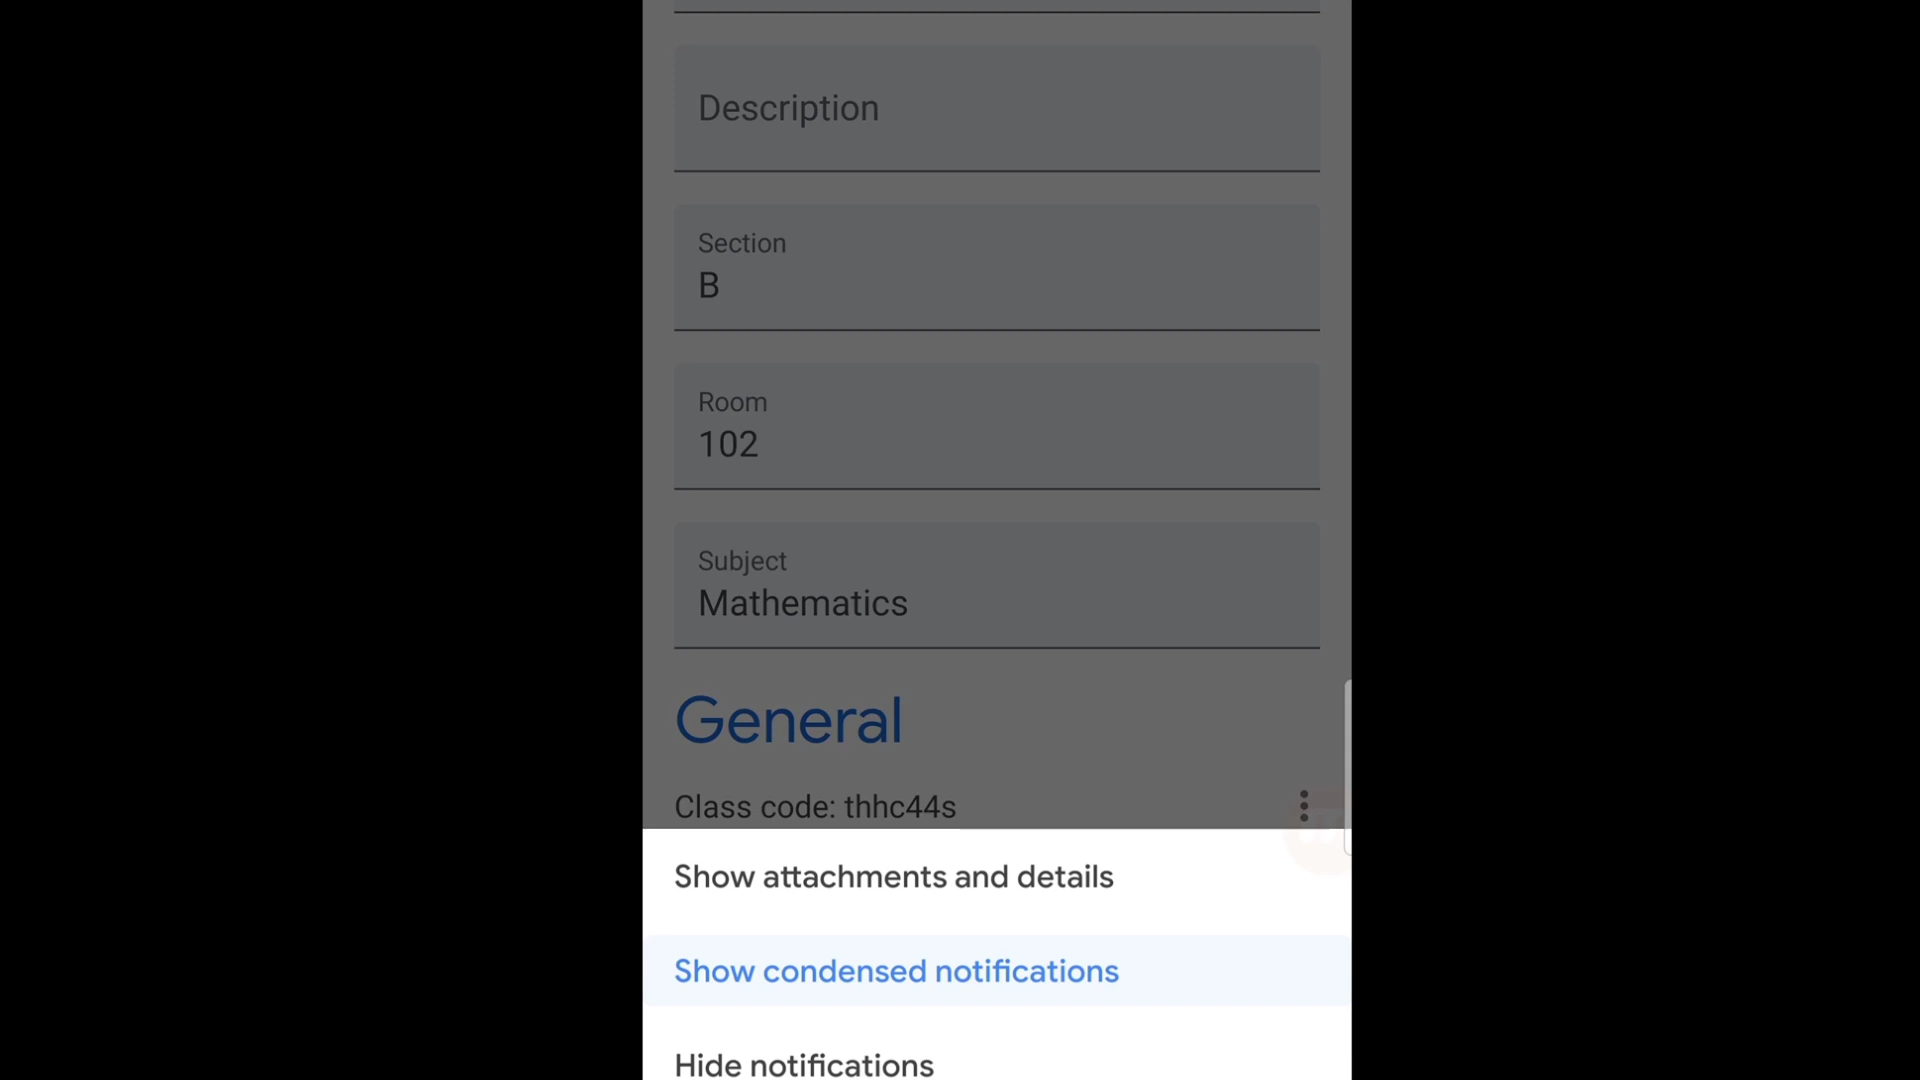 Description
Section
B
Room
102
Subject
Mathematics
General
Class code: thhc44s
Show attachments and details
Show condensed notifications
Hide notifications